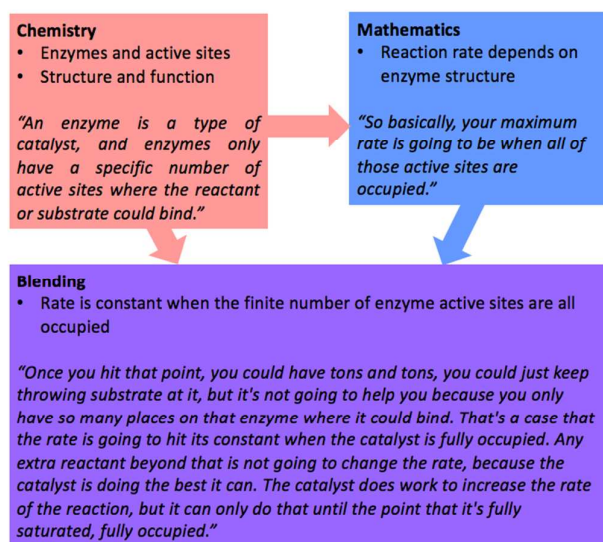 Chemistry
• Enzymes and active sites
• Structure and function
“An enzyme is a type of
catalyst, and enzymes only
have a specific number of
active sites where the reactant
or substrate could bind.”
Mathematics
• Reaction rate depends on
enzyme structure
“So basically, your maximum
rate is going to be when all of
those active sites are
occupied.”
Blending
• Rate is constant when the finite number of enzyme active sites are all
occupied
“Once you hit that point, you could have tons and tons, you could just keep
throwing substrate at it, but it's not going to help you because you only
have so many places on that enzyme where it could bind. That's a case that
the rate is going to hit its constant when the catalyst is fully occupied. Any
extra reactant beyond that is not going to change the rate, because the
catalyst is doing the best it can. The catalyst does work to increase the rate
of the reaction, but it can only do that until the point that it's fully
saturated, fully occupied.”